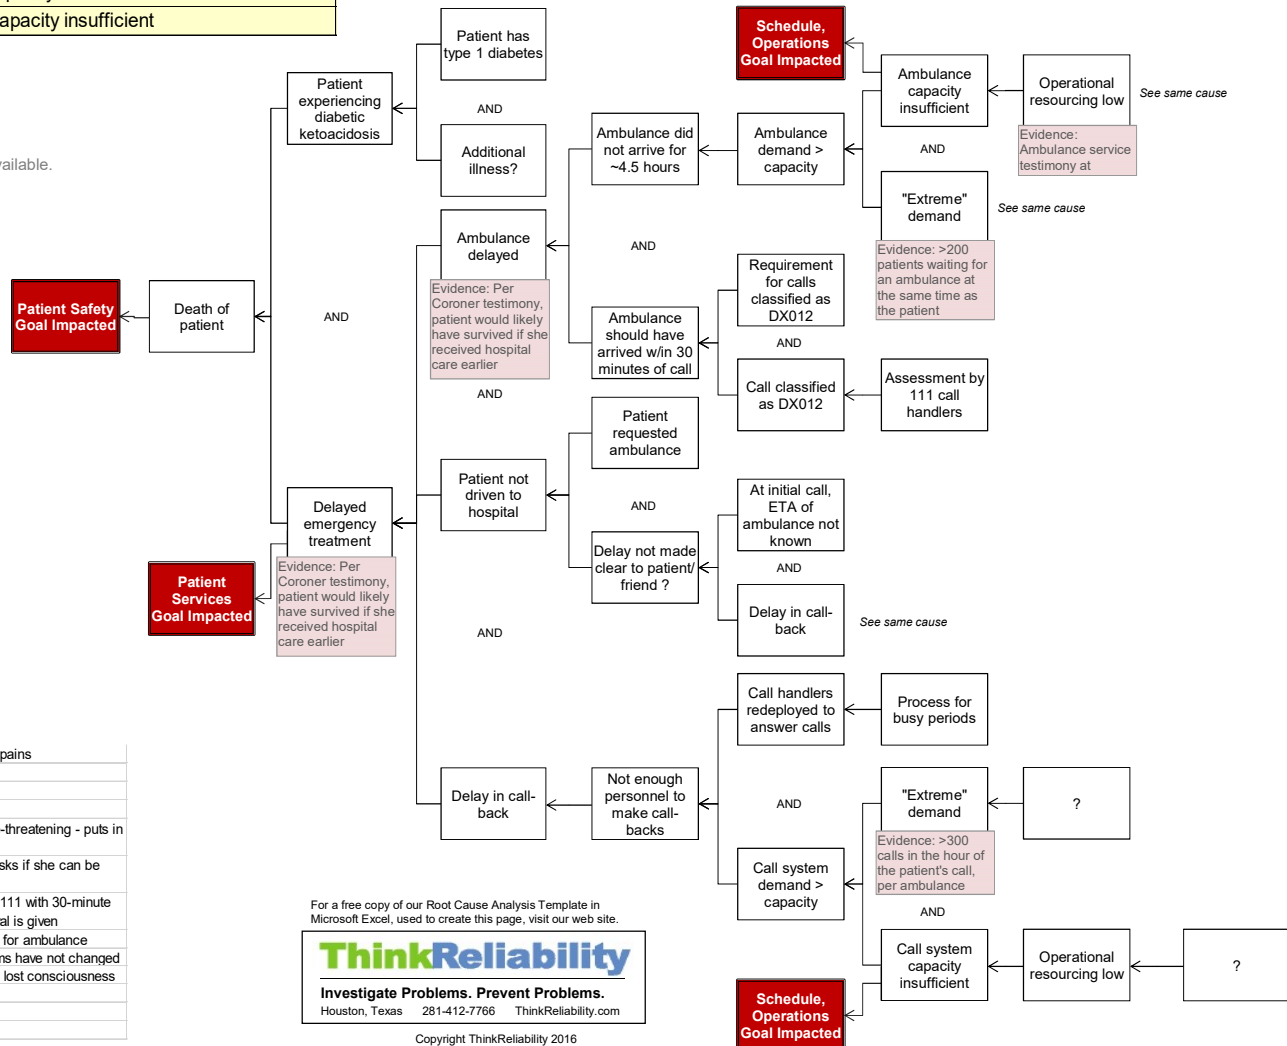 apacity insufficient
vailable.
Patient Safety
Goal Impacted
Death of
patient
AND
Patient
experiencing
diabetic
ketoacidosis
Patient has
type 1 diabetes
AND
Additional
illness?
Delayed
emergency
treatment
Evidence: Per
Coroner testimony,
patient would likely
have survived if she
received hospital
care earlier
Patient
Services
Goal Impacted
Ambulance
delayed
Evidence: Per
Coroner testimony,
patient would likely
have survived if she
received hospital
care earlier
AND
Patient not
driven to
hospital
AND
Delay in call-
back
Ambulance did
not arrive for
~4.5 hours
AND
Ambulance
should have
arrived w/in 30
minutes of call
Patient
requested
ambulance
AND
Delay not made
clear to patient/
friend ?
Not enough
personnel to
make call-
backs
Schedule,
Operations
Goal Impacted
Ambulance
demand >
capacity
Ambulance
capacity
insufficient
AND
"Extreme"
demand
See same cause
Evidence: >200
patients waiting for
an ambulance at
the same time as
the patient
Operational
resourcing low
See same cause
Evidence:
Ambulance service
testimony at
Requirement
for calls
classified as
DX012
AND
Call classified
as DX012
Assessment by
111 call
handlers
At initial call,
ETA of
ambulance not
known
AND
Delay in call-
back
See same cause
Call handlers
redeployed to
answer calls
Process for
busy periods
AND
Call system
demand >
capacity
"Extreme"
demand
?
Evidence: >300
calls in the hour of
the patient's call,
per ambulance
AND
Call system
capacity
insufficient
Operational
resourcing low
?
Schedule,
Operations
Goal Impacted
pains
-threatening - puts in
sks if she can be
111 with 30-minute
al is given
for ambulance
ns have not changed
lost consciousness
For a free copy of our Root Cause Analysis Template in
Microsoft Excel, used to create this page, visit our web site.
ThinkReliability
Investigate Problems. Prevent Problems.
Houston, Texas 281-412-7766 ThinkReliability.com
Copyright ThinkReliability 2016